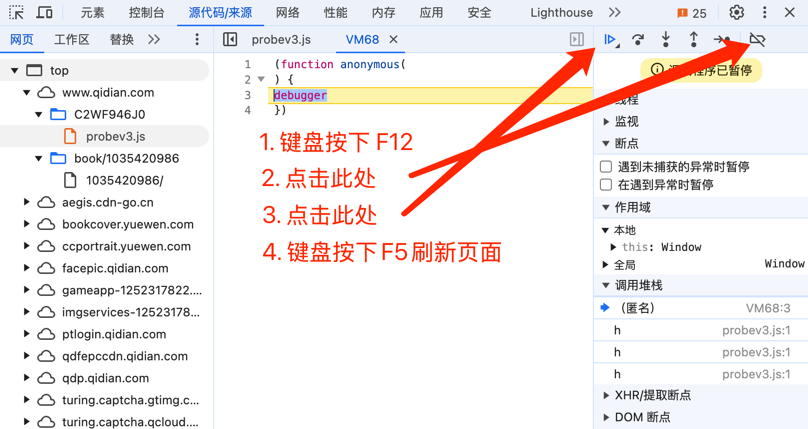 元素 控制台 源代码/来源 网络 性能 内存 应用 安全 Lighthouse 25
网页 工作区 替换 probev3.js VM68
top
www.qidian.com
C2WF946J0
probev3.js
book/1035420986
1035420986/
aegis.cdn-go.cn
bookcover.yuewen.com
ccportrait.yuewen.com
facepic.qidian.com
gameapp-1252317822....
imgservices-12523178...
ptlogin.qidian.com
qdfepccdn.qidian.com
qdp.qidian.com
turing.captcha.gtimg.c...
turing.captcha.qcloud....
1 (function anonymous(
2 ) {
3 debugger
4 })
1. 键盘按下 F12
2. 点击此处
3. 点击此处
4. 键盘按下 F5 刷新页面
程序已暂停
线程
监视
断点
遇到未捕获的异常时暂停
在遇到异常时暂停
作用域
本地
this: Window
全局 Window
调用堆栈
（匿名） VM68:3
h probev3.js:1
h probev3.js:1
h probev3.js:1
XHR/提取断点
DOM 断点